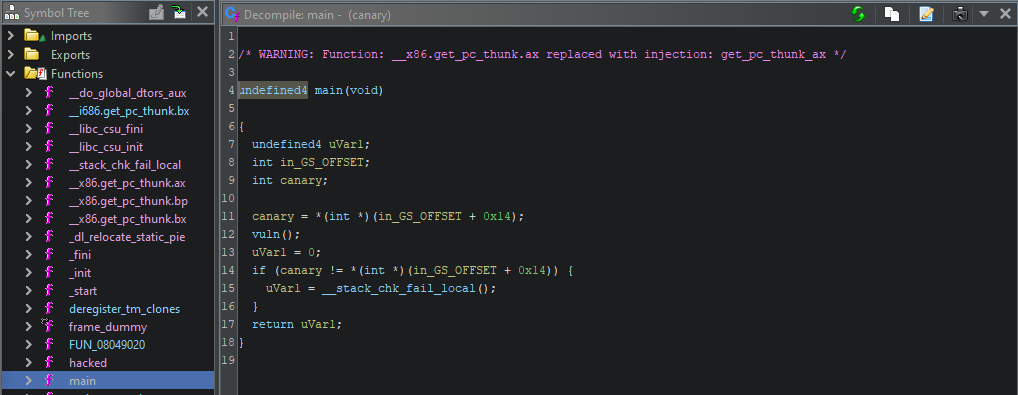 Symbol Tree
Imports
Exports
Functions
__do_global_dtors_aux
__i686.get_pc_thunk.bx
__libc_csu_fini
__libc_csu_init
__stack_chk_fail_local
__x86.get_pc_thunk.ax
__x86.get_pc_thunk.bp
__x86.get_pc_thunk.bx
_dl_relocate_static_pie
_fini
_init
_start
deregister_tm_clones
frame_dummy
FUN_08049020
hacked
main
Decompile: main - (canary)
1
2 /* WARNING: Function: __x86.get_pc_thunk.ax replaced with injection: get_pc_thunk_ax */
3
4 undefined4 main(void)
5
6 {
7 undefined4 uVar1;
8 int in_GS_OFFSET;
9 int canary;
10
11 canary = *(int *)(in_GS_OFFSET + 0x14);
12 vuln();
13 uVar1 = 0;
14 if (canary != *(int *)(in_GS_OFFSET + 0x14)) {
15 uVar1 = __stack_chk_fail_local();
16 }
17 return uVar1;
18 }
19